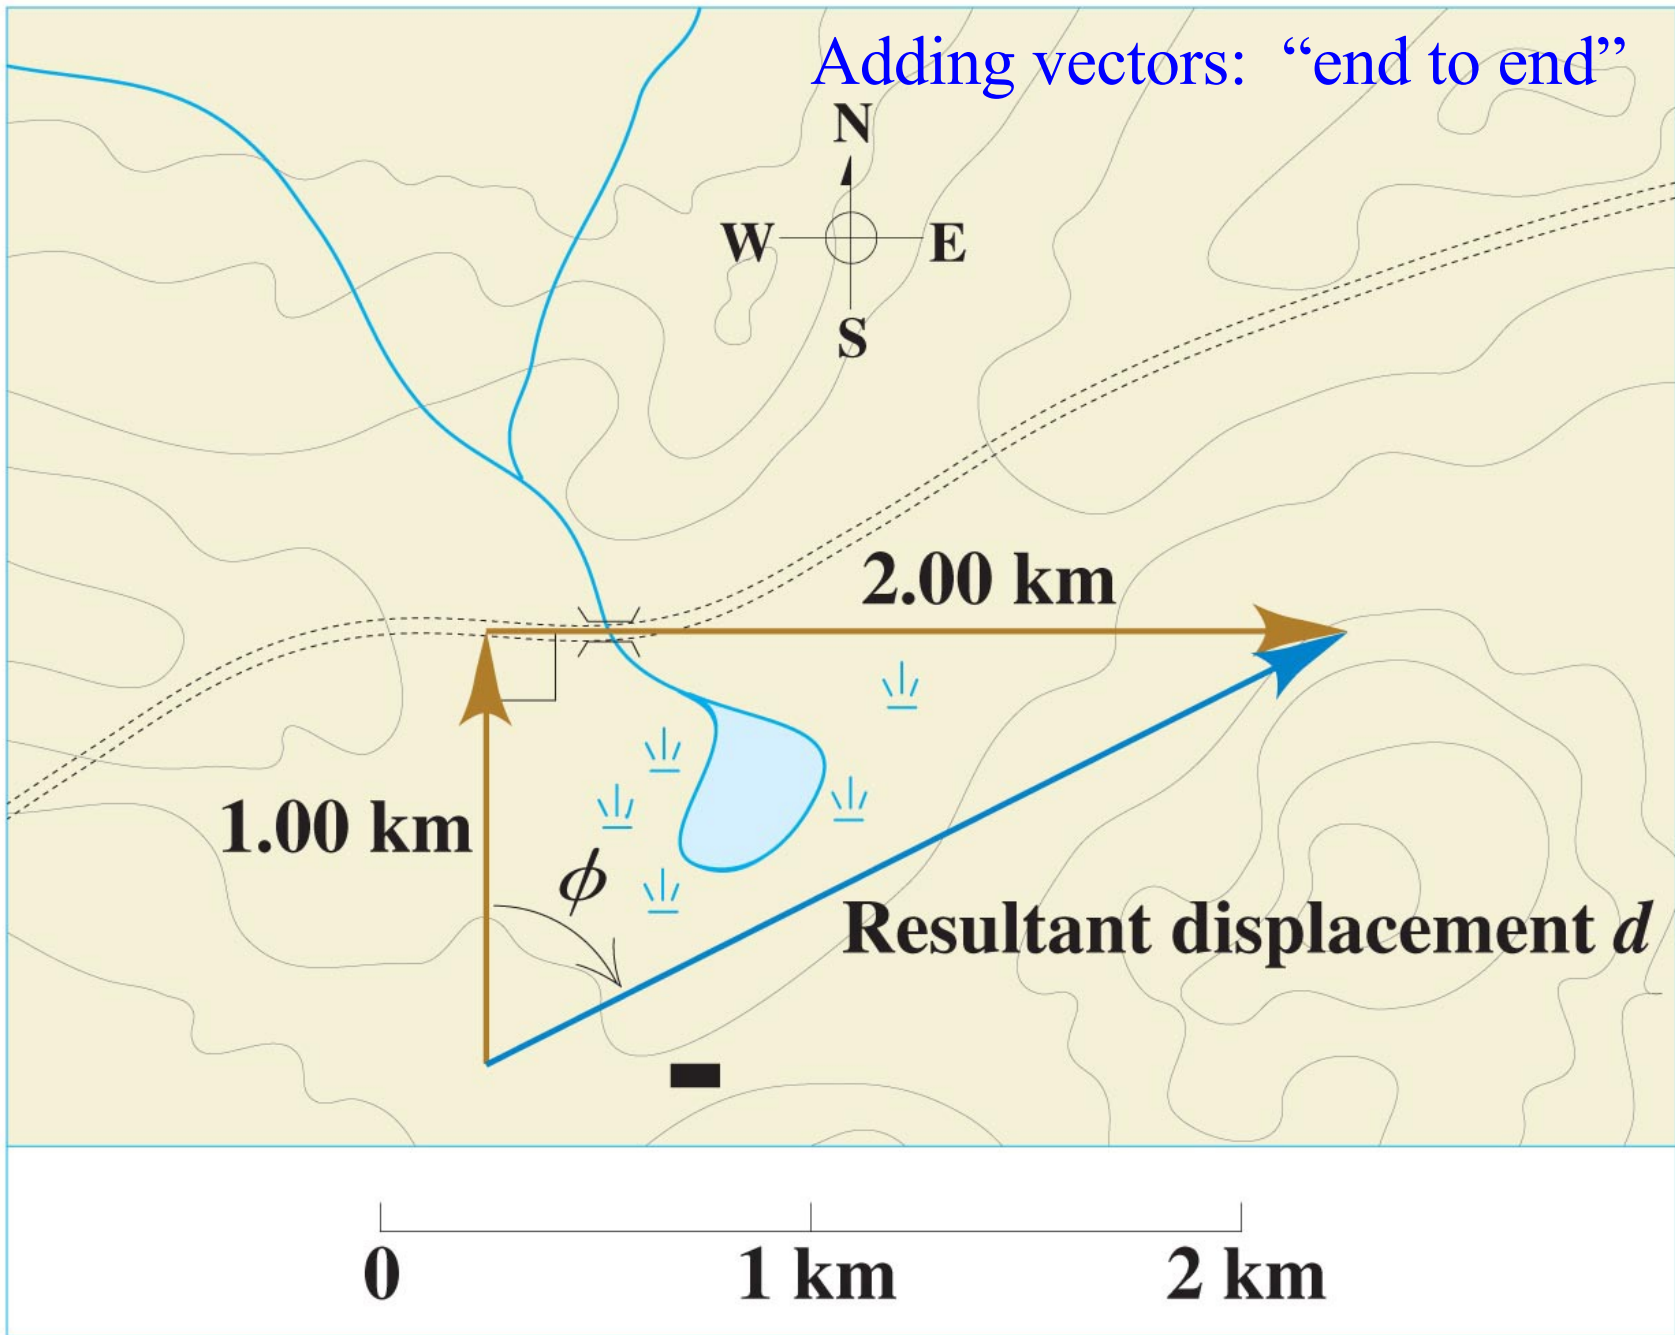 Adding vectors: “end to end”
N
W E
S
2.00 km
1.00 km
ϕ
Resultant displacement d
0 1 km 2 km